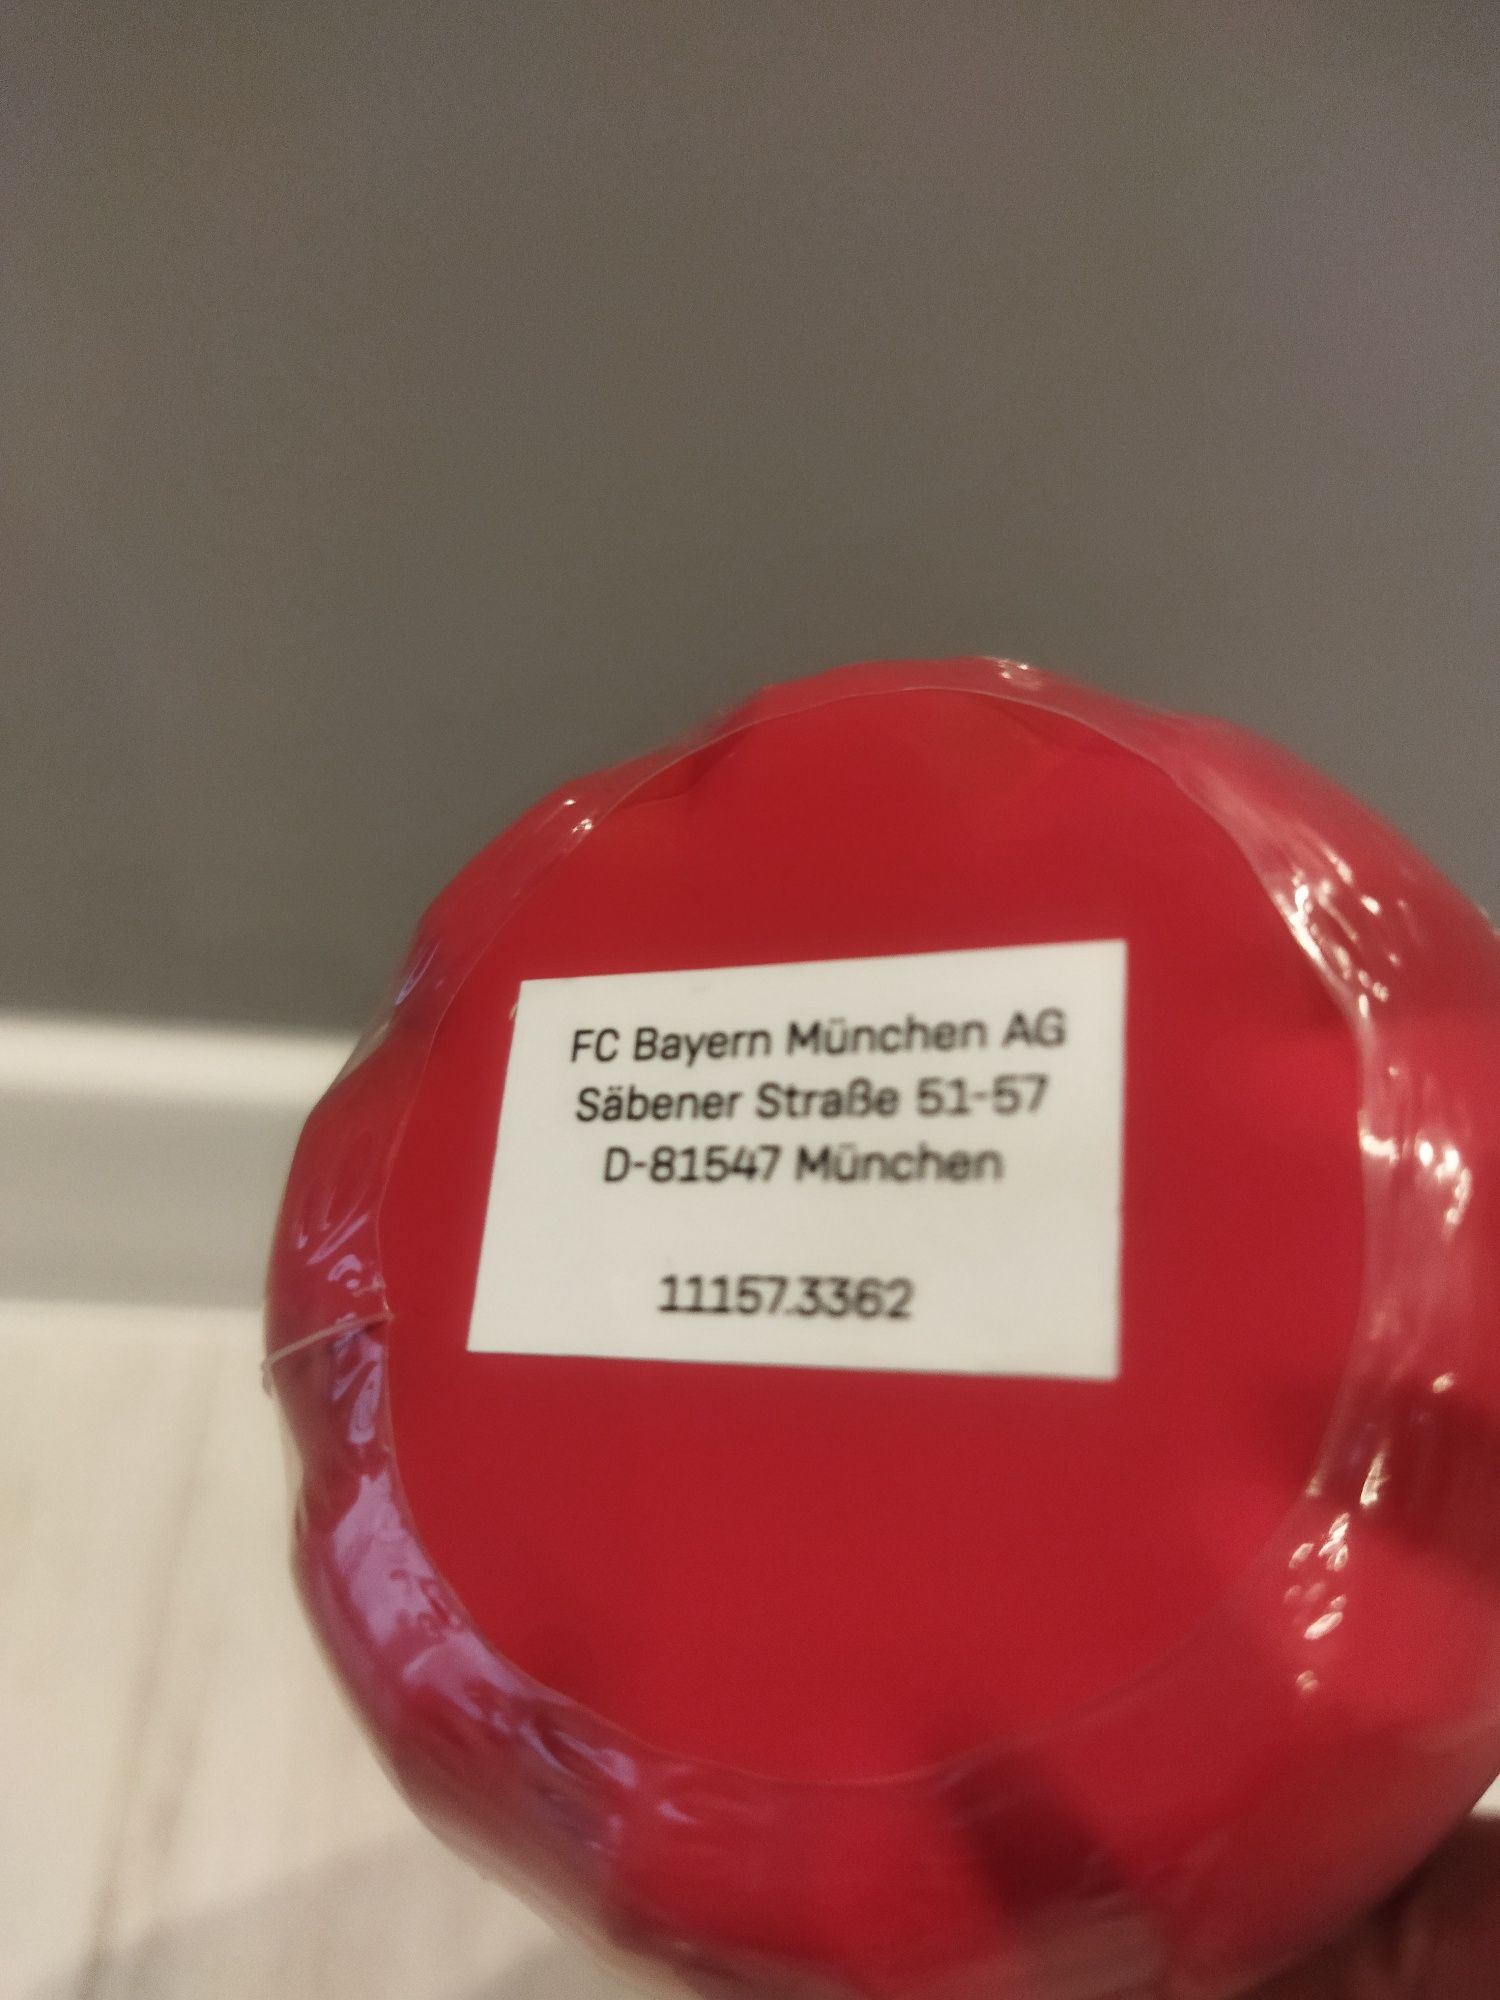 FC Bayern München AG
Säbener Straße 51-57
D-81547 München
11157.3362